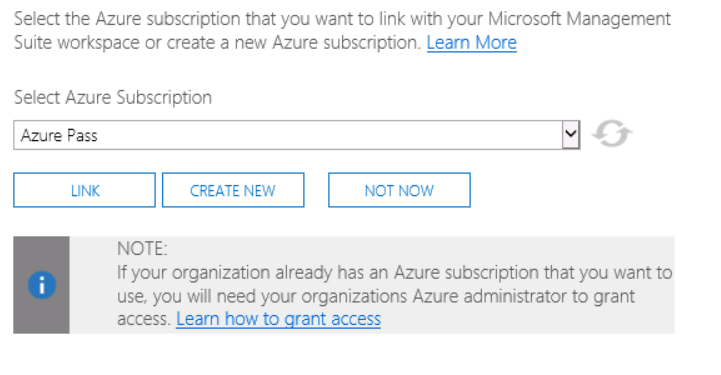 Select the Azure subscription that you want to link with your Microsoft Management
Suite workspace or create a new Azure subscription. Learn More
Select Azure Subscription
Azure Pass
LINK
CREATE NEW
NOT NOW
NOTE:
If your organization already has an Azure subscription that you want to
use, you will need your organizations Azure administrator to grant
access. Learn how to grant access